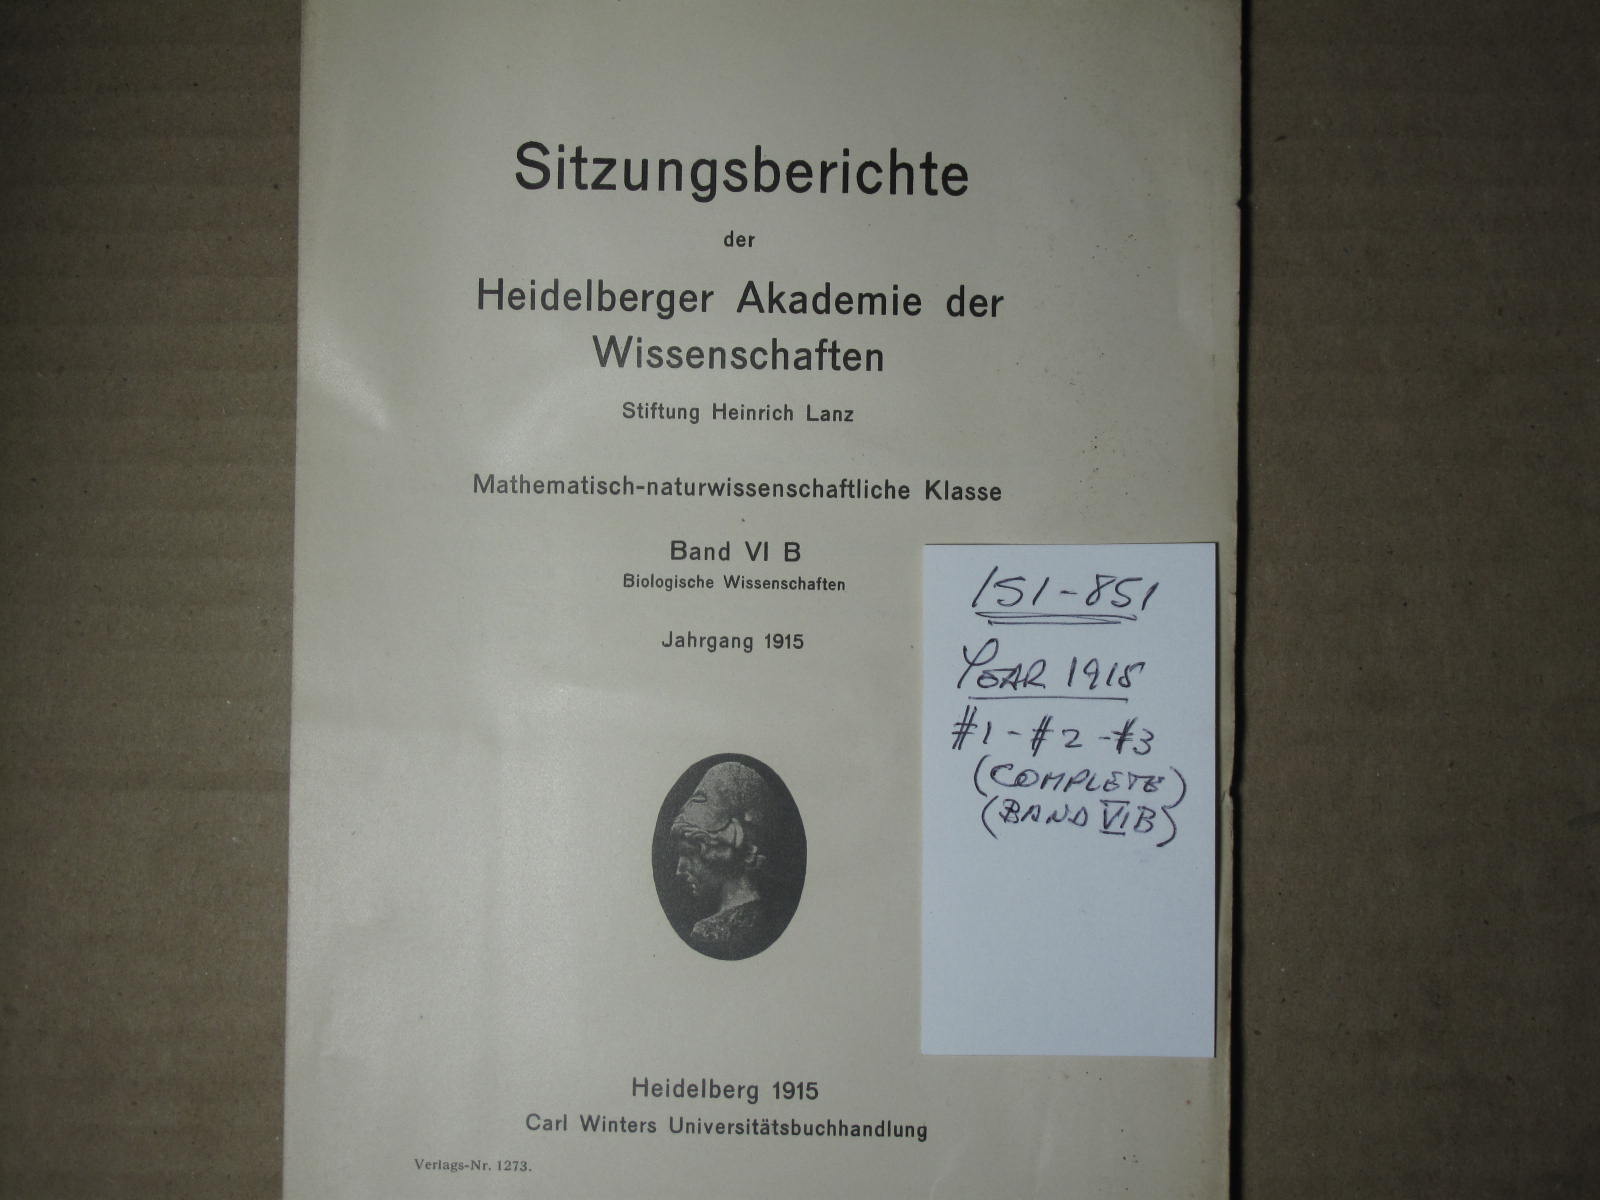 Sitzungsberichte
der
Heidelberger Akademie der
Wissenschaften
Stiftung Heinrich Lanz
Mathematisch-naturwissenschaftliche Klasse
Band VI B
Biologische Wissenschaften
Jahrgang 1915
Heidelberg 1915
Carl Winters Universitätsbuchhandlung
Verlags-Nr. 1273.
151-851
YEAR 1915
#1-#2-#3
(COMPLETE)
(BAND VIB)